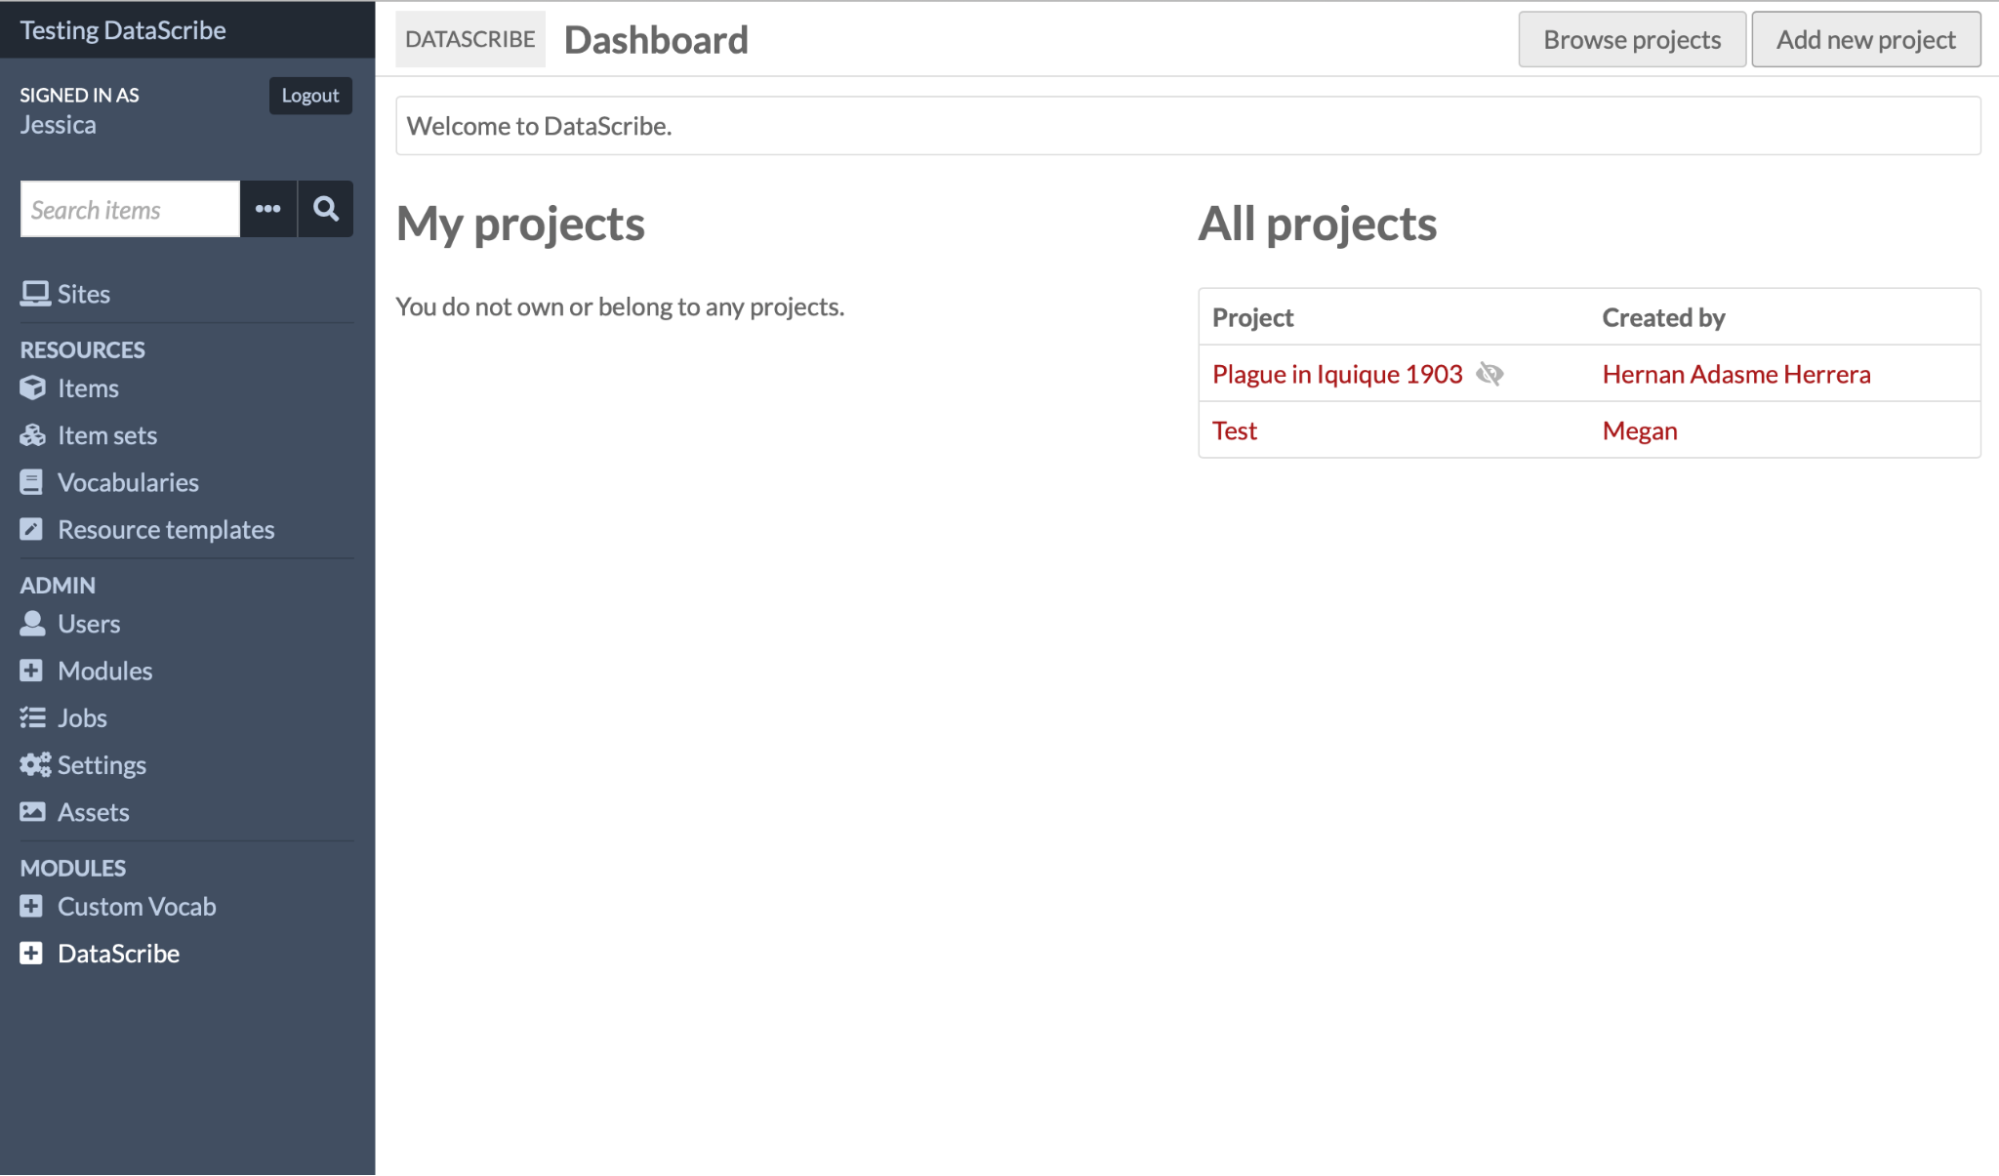 Testing DataScribe
SIGNED IN AS
Jessica
Logout
Search items
Sites
RESOURCES
Items
Item sets
Vocabularies
Resource templates
ADMIN
Users
Modules
Jobs
Settings
Assets
MODULES
Custom Vocab
DataScribe
DATASCRIBE Dashboard
Browse projects
Add new project
Welcome to DataScribe.
My projects
You do not own or belong to any projects.
All projects
Project Created by
Plague in Iquique 1903 Hernan Adasme Herrera
Test Megan